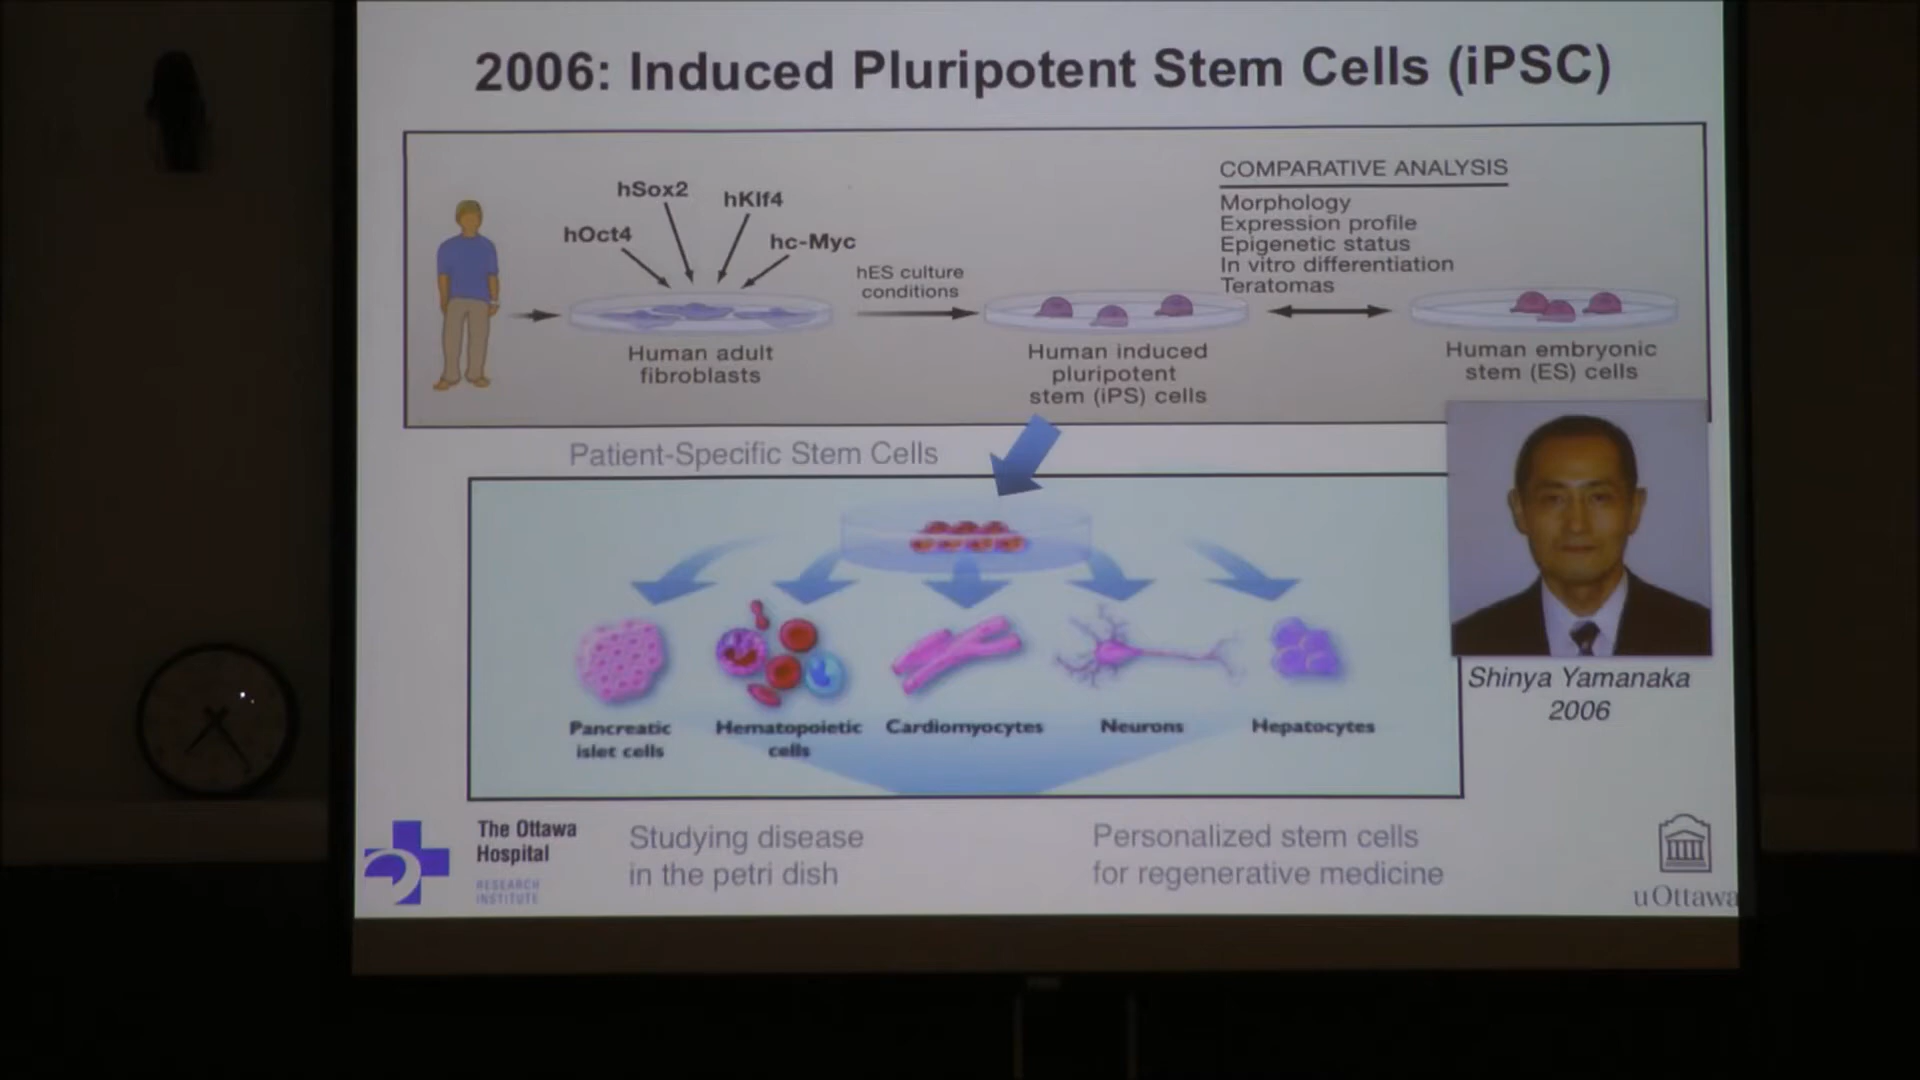 2006: Induced Pluripotent Stem Cells (iPSC)
hSox2
hKlf4
hOct4
hc-Myc
hES culture
conditions
COMPARATIVE ANALYSIS
Morphology
Expression profile
Epigenetic status
In vitro differentiation
Teratomas
Human adult
fibroblasts
Human induced
pluripotent
stem (iPS) cells
Human embryonic
stem (ES) cells
Patient-Specific Stem Cells
Pancreatic
islet cells
Hematopoietic
cells
Cardiomyocytes
Neurons
Hepatocytes
Shinya Yamanaka
2006
The Ottawa
Hospital
RESEARCH
INSTITUTE
Studying disease
in the petri dish
Personalized stem cells
for regenerative medicine
uOttawa